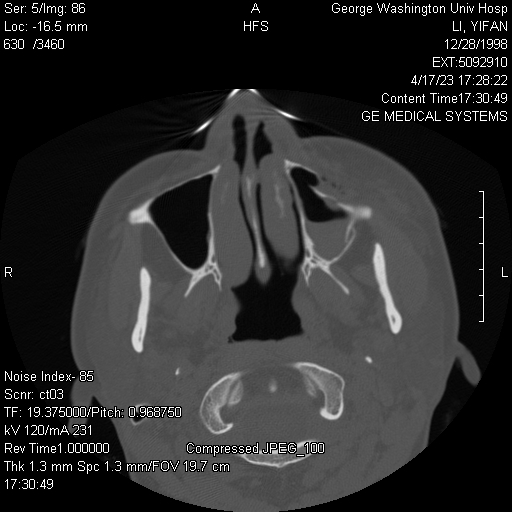 Ser: 5/Img: 86
Loc: -16.5 mm
630 /3460
A
HFS
George Washington Univ Hosp
LI, YIFAN
12/28/1998
EXT:5092910
4/17/23 17:28:22
Content Time17:30:49
GE MEDICAL SYSTEMS
R
L
Noise Index- 85
Scnr: ct03
TF: 19.375000/Pitch: 0.968750
kV 120/mA 231
Rev Time1.000000
Compressed JPEG_100
Thk 1.3 mm Spc 1.3 mm/FOV 19.7 cm
17:30:49